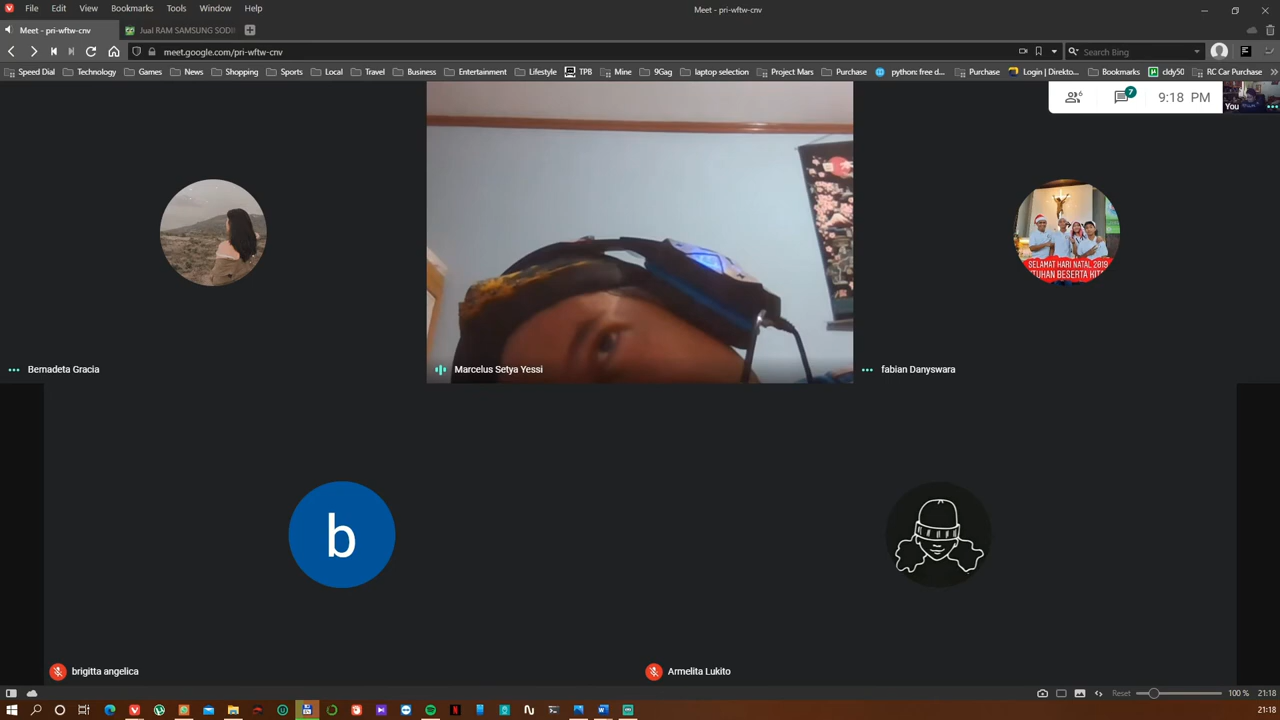 File Edit View Bookmarks Tools Window Help
Meet - pri-wftw-cnv
Meet - pri-wftw-cnv
Jual RAM SAMSUNG SODI
meet.google.com/pri-wftw-cnv
Search Bing
Speed Dial Technology Games News Shopping Sports Local Travel Business Entertainment Lifestyle TPB Mine 9Gag laptop selection Project Mars Purchase python: free d... Purchase Login | Direkto... Bookmarks cldy50 RC Car Purchase
6 7 9:18 PM
You
SELAMAT HARI NATAL 2019
TUHAN BESERTA KITA
Bernadeta Gracia
Marcelus Setya Yessi
fabian Danyswara
b
brigitta angelica
Armelita Lukito
Reset 100 % 21:18
21:18